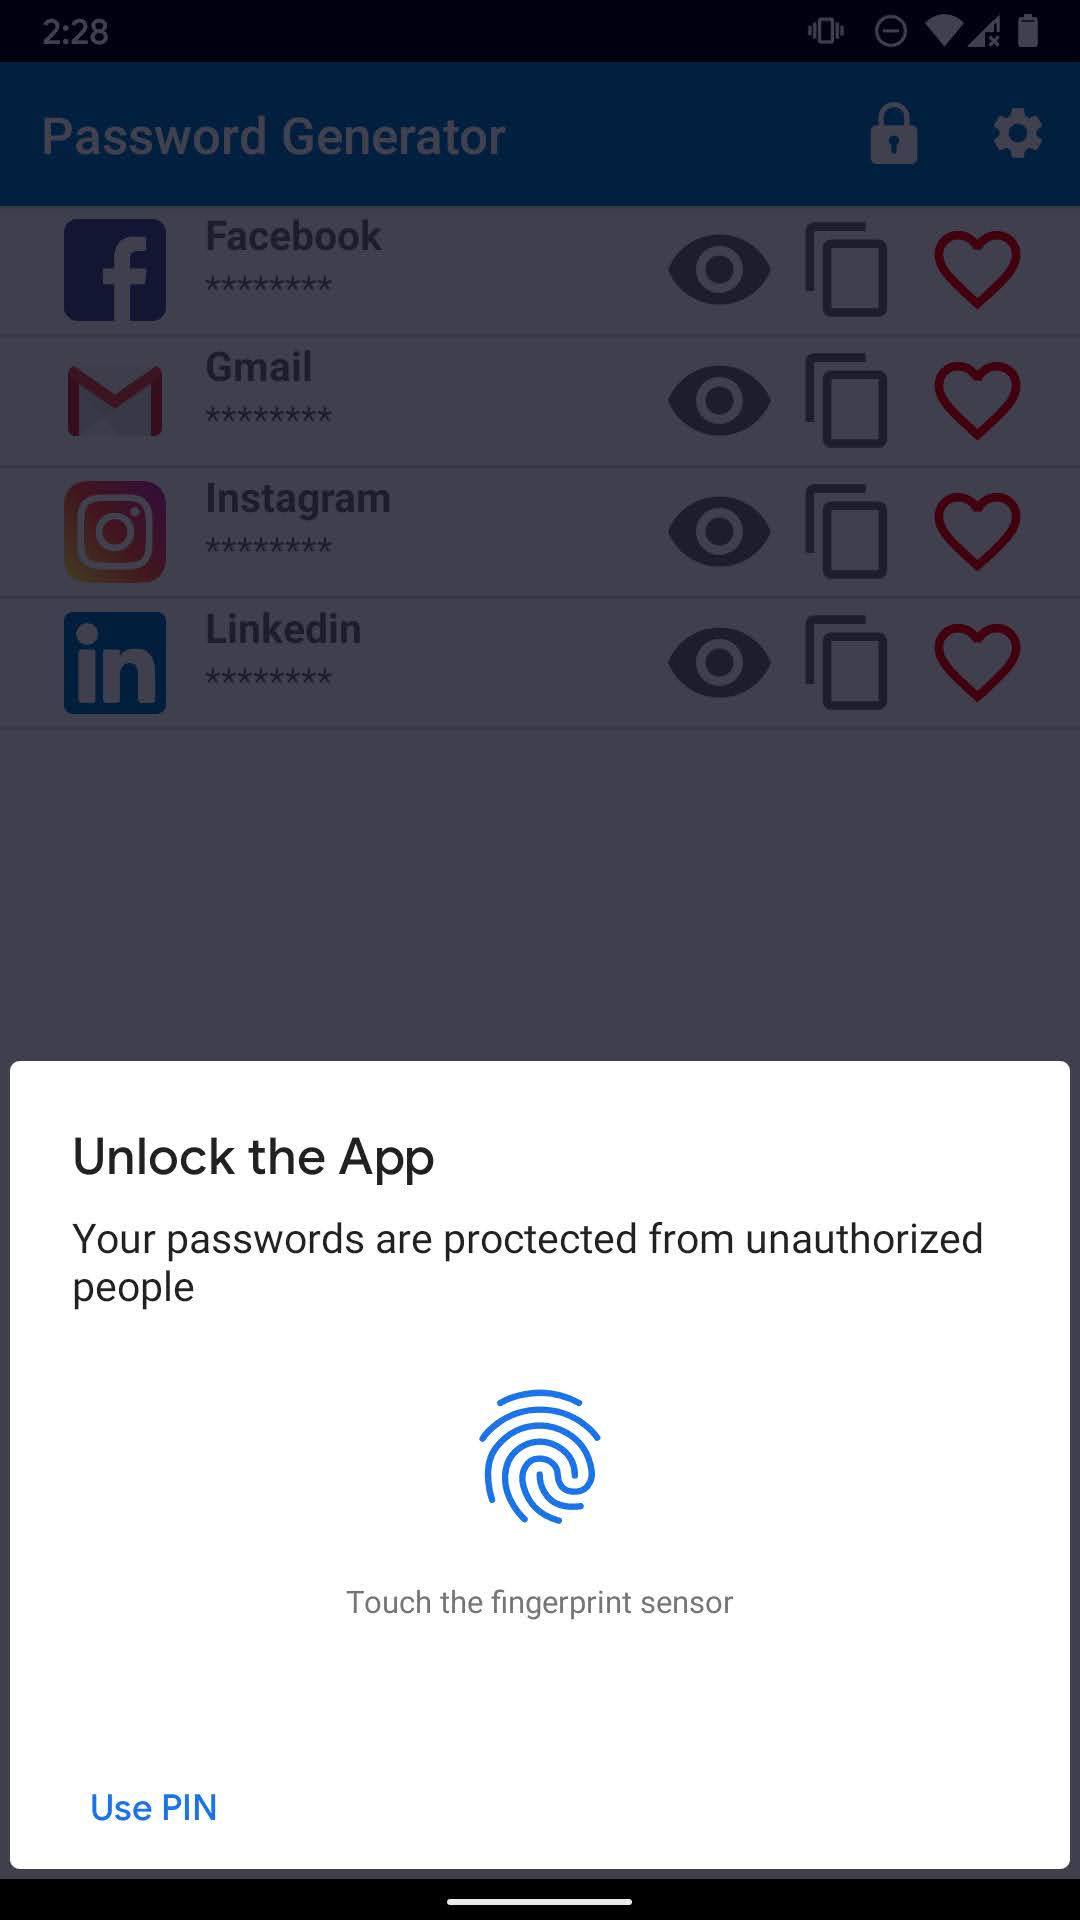 2:28
Password Generator
Facebook
********
Gmail
********
Instagram
********
Linkedin
********
Unlock the App
Your passwords are proctected from unauthorized
people
Touch the fingerprint sensor
Use PIN